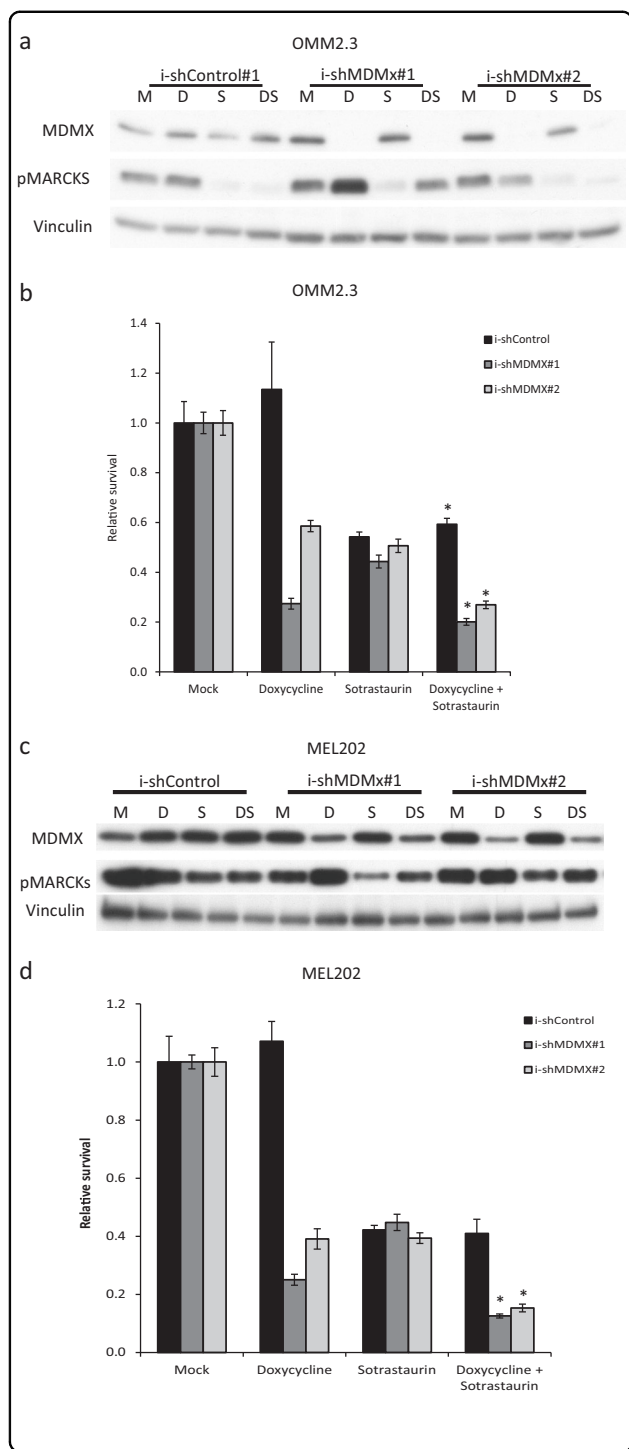 a
OMM2.3
i-shControl#1 i-shMDMx#1 i-shMDMx#2
M D S DS M D S DS M D S DS
MDMX
pMARCKS
Vinculin
b
OMM2.3
1.4
1.2
1.0
0.8
0.6
0.4
0.2
0.0
Relative survival
i-shControl
i-shMDMX#1
i-shMDMX#2
*
* *
Mock Doxycycline Sotrastaurin Doxycycline +
Sotrastaurin
c
MEL202
i-shControl i-shMDMx#1 i-shMDMx#2
M D S DS M D S DS M D S DS
MDMX
pMARCKs
Vinculin
d
MEL202
1.2
1.0
0.8
0.6
0.4
0.2
0.0
Relative survival
i-shControl
i-shMDMX#1
i-shMDMX#2
* *
Mock Doxycycline Sotrastaurin Doxycycline +
Sotrastaurin